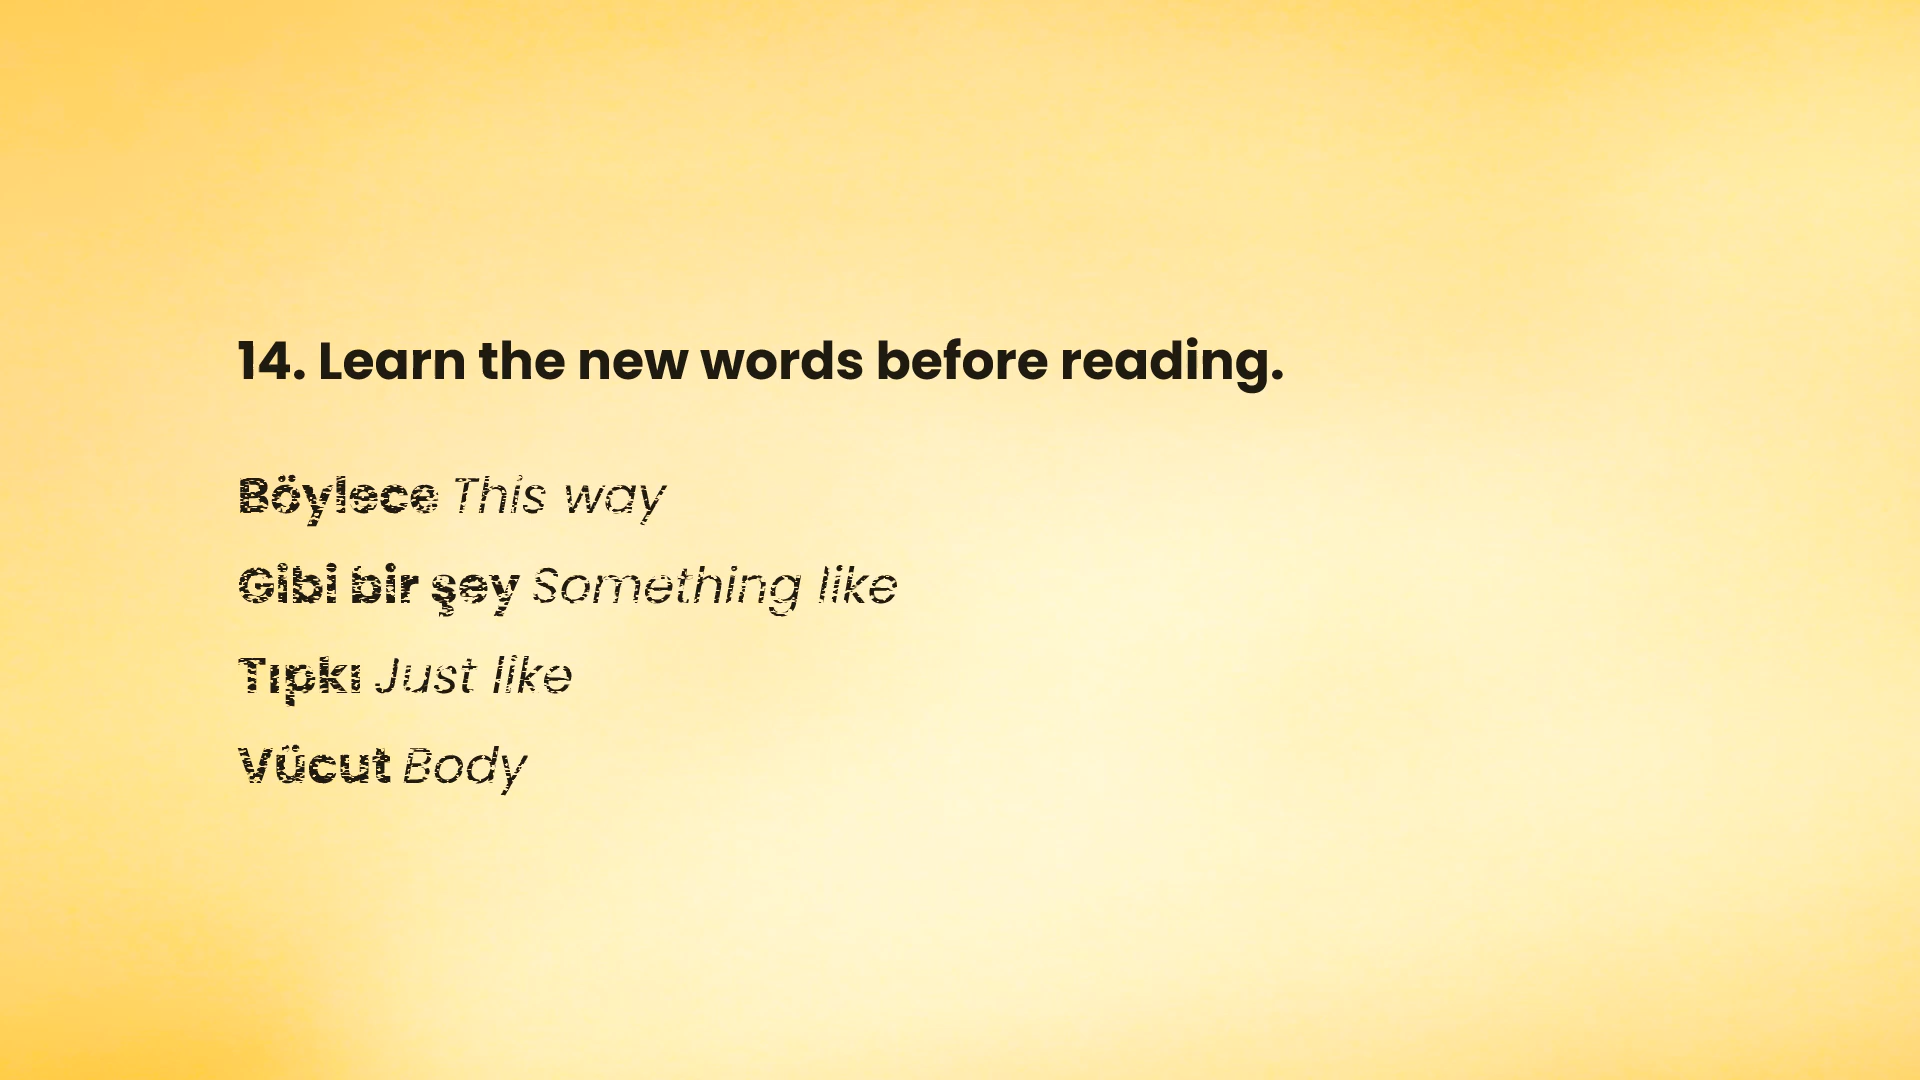 14. Learn the new words before reading.
Böylece This way
Gibi bir şey Something like
Tıpkı Just like
Vücut Body